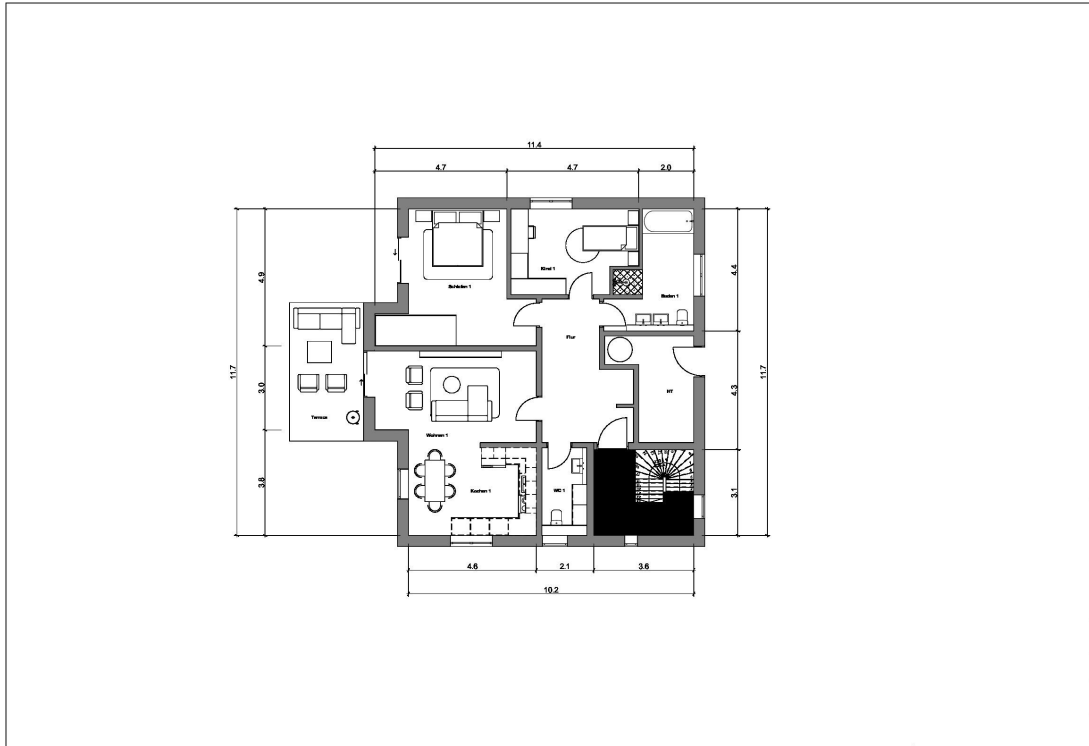 11.4
4.7
4.7
2.0
11.7
4.9
3.0
3.8
4.4
4.3
3.1
11.7
Kind 1
Schlafen 1
Baden 1
Flur
HT
Terrasse
Wohnen 1
Kochen 1
WC 1
4.6
2.1
3.6
10.2